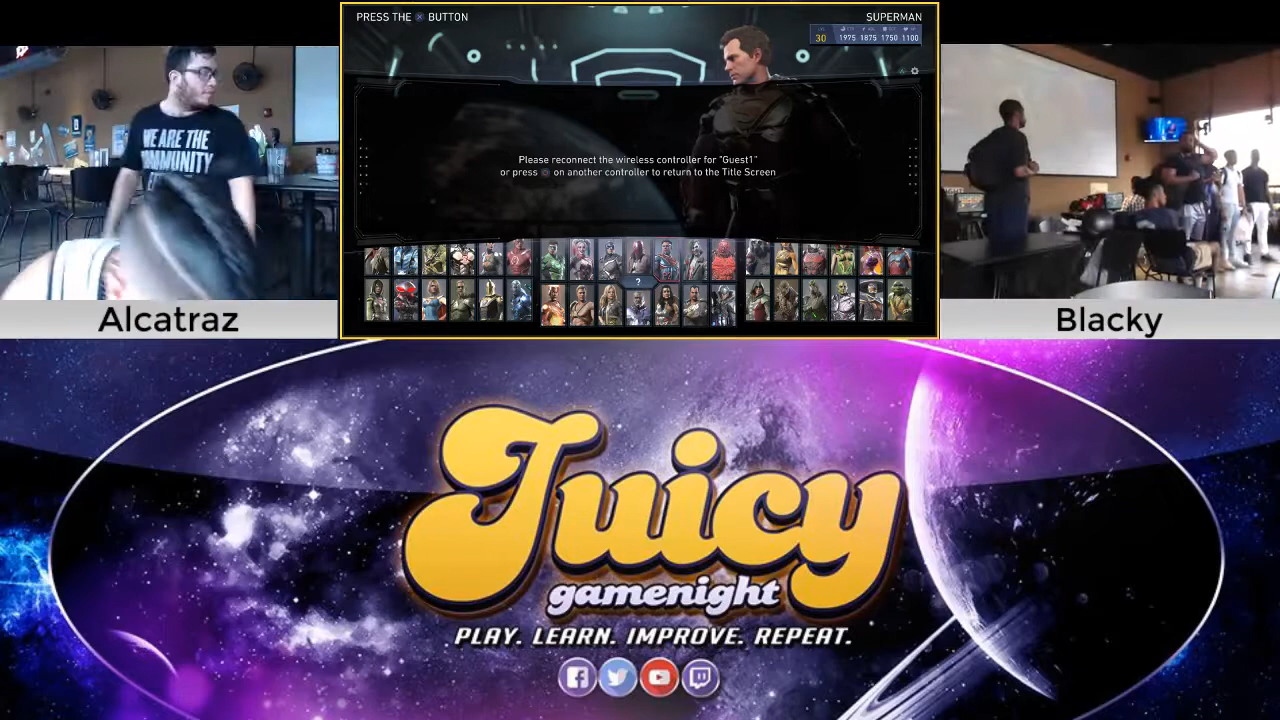 PRESS THE ⊗ BUTTON
SUPERMAN
30 1975 1875 1750 1100
WE ARE THE
COMMUNITY
Please reconnect the wireless controller for "Guest1"
or press on another controller to return to the Title Screen
?
Alcatraz
Blacky
Juicy
gamenight
PLAY. LEARN. IMPROVE. REPEAT.